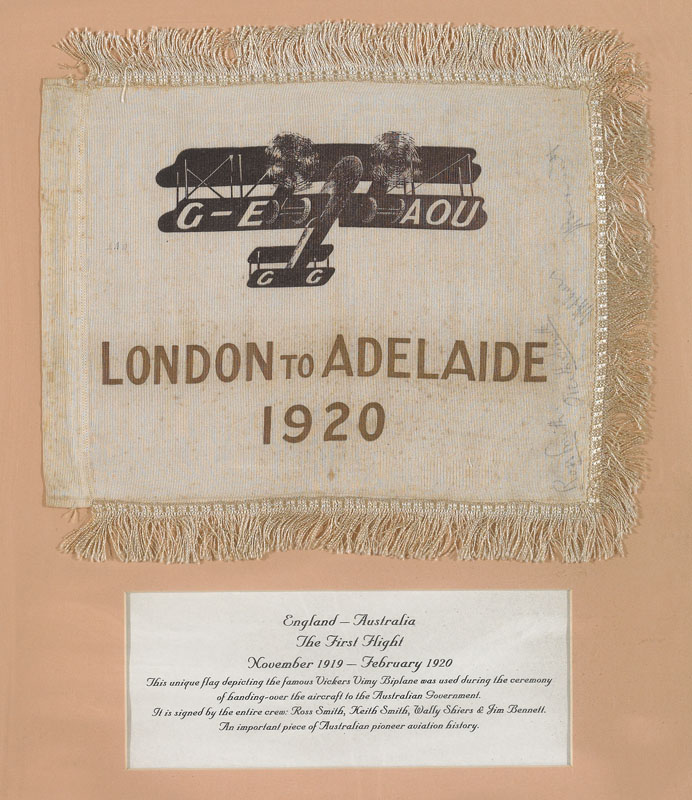 G-E AOU
G G
LONDON TO ADELAIDE
1920
Ross Smith
England – Australia
The First Flight
November 1919 – February 1920
This unique flag depicting the famous Vickers Vimy Biplane was used during the ceremony
of handing-over the aircraft to the Australian Government.
It is signed by the entire crew: Ross Smith, Keith Smith, Wally Shiers & Jim Bennett.
An important piece of Australian pioneer aviation history.